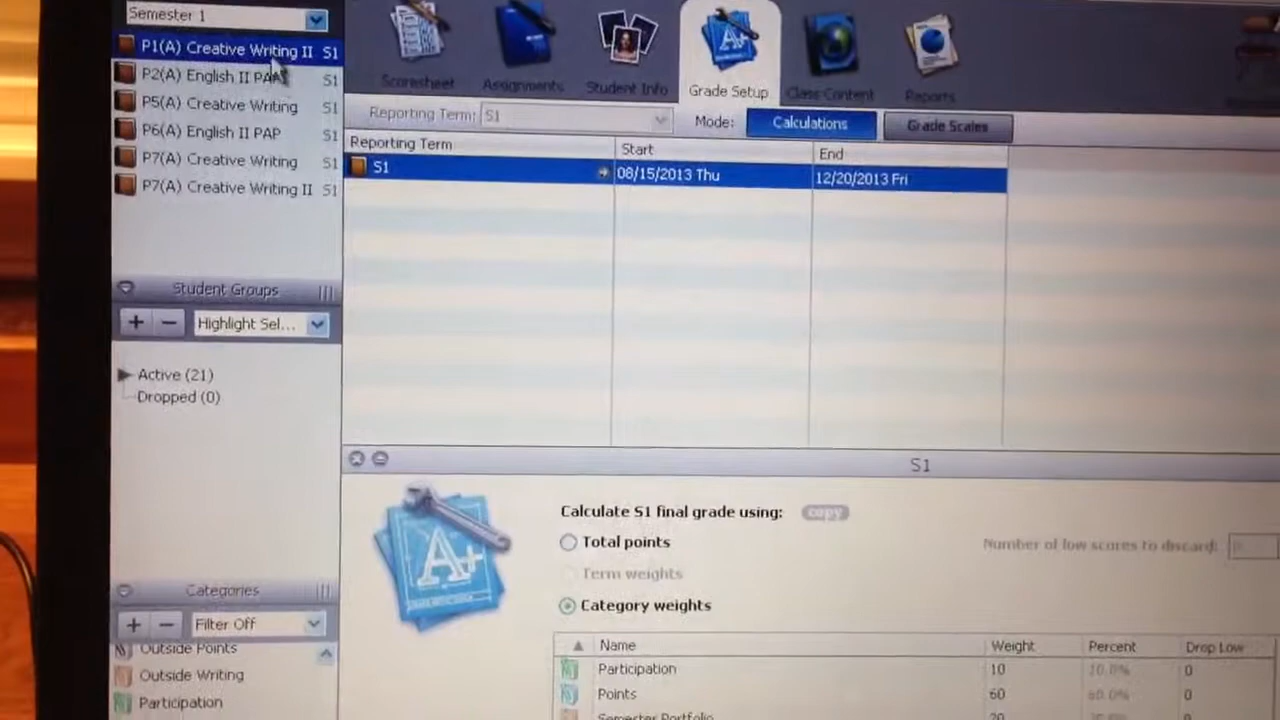 Semester 1
P1(A) Creative Writing II S1
P2(A) English II PAP S1
P5(A) Creative Writing S1
P6(A) English II PAP S1
P7(A) Creative Writing S1
P7(A) Creative Writing II S1
Student Groups
+ − Highlight Sel...
Active (21)
Dropped (0)
Categories
+ − Filter Off
Outside Points
Outside Writing
Participation
Scoresheet Assignments Student Info Grade Setup Class Content Reports
Reporting Term: S1 Mode: Calculations Grade Scales
Reporting Term Start End
S1 08/15/2013 Thu 12/20/2013 Fri
S1
A+
Calculate S1 final grade using: copy
Total points
Number of low scores to discard:
Term weights
Category weights
Name Weight Percent Drop Low
Participation 10 10.0% 0
Points 60 60.0% 0
Semester Portfolio 20